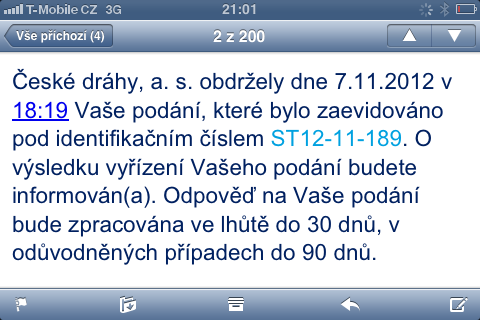 T-Mobile CZ 3G 21:01
Vše příchozí (4) 2 z 200
České dráhy, a. s. obdržely dne 7.11.2012 v
18:19 Vaše podání, které bylo zaevidováno
pod identifikačním číslem ST12-11-189. O
výsledku vyřízení Vašeho podání budete
informován(a). Odpověď na Vaše podání
bude zpracována ve lhůtě do 30 dnů, v
odůvodněných případech do 90 dnů.